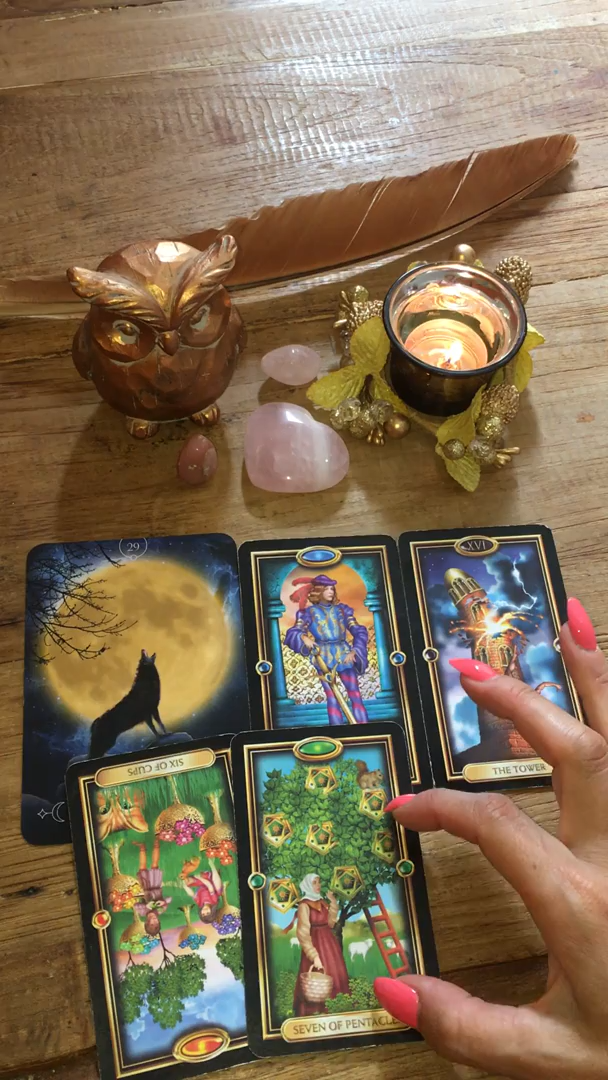 29
XVI
THE TOWER
SIX OF CUPS
SEVEN OF PENTACLES